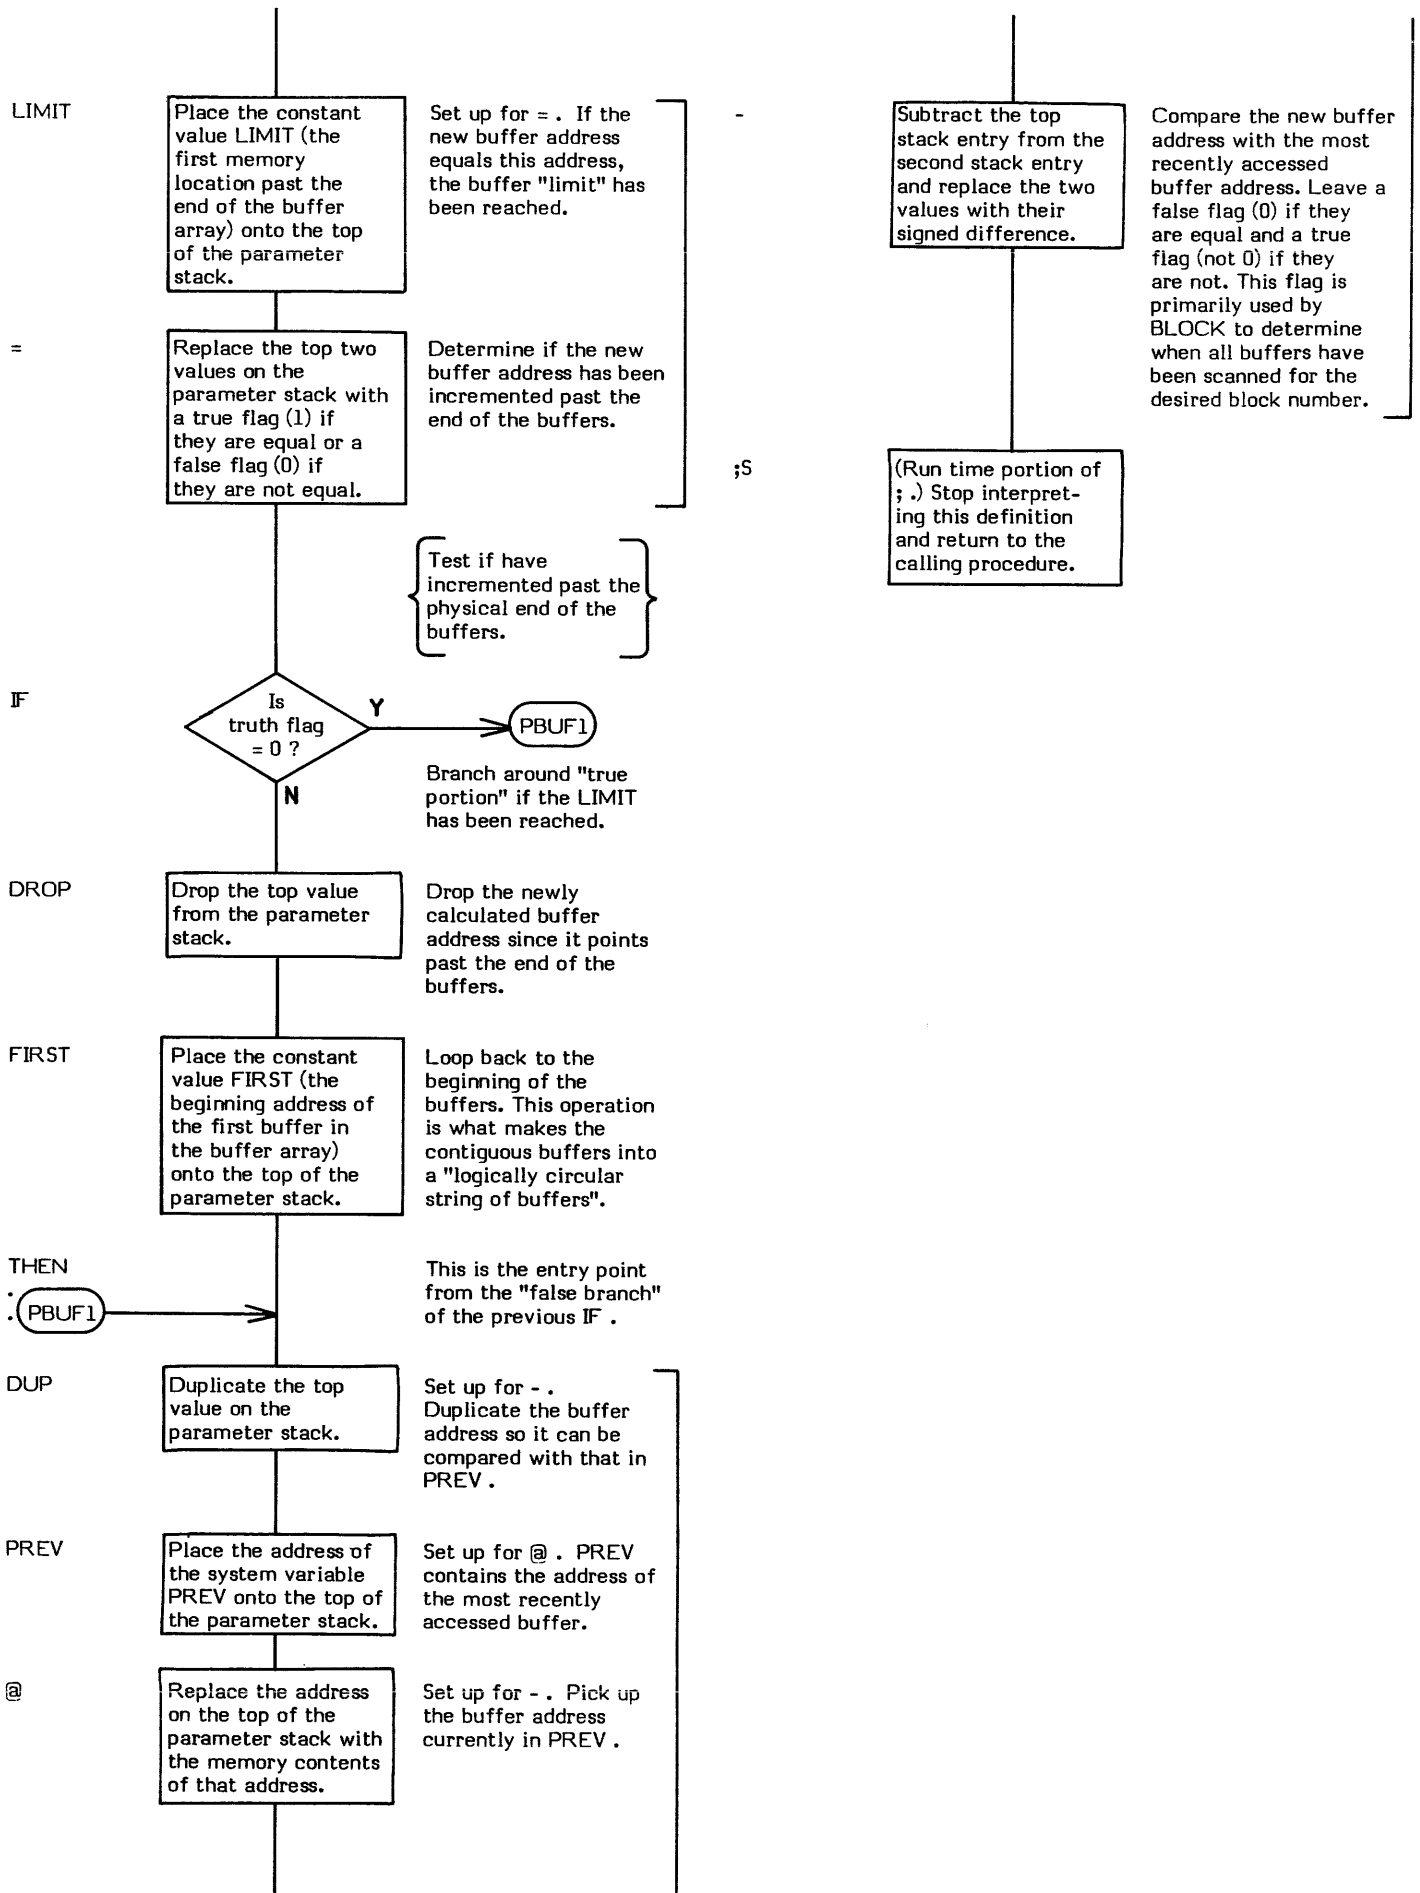 LIMIT
Place the constant
value LIMIT (the
first memory
location past the
end of the buffer
array) onto the top
of the parameter
stack.
Set up for = . If the
new buffer address
equals this address,
the buffer "limit" has
been reached.
=
Replace the top two
values on the
parameter stack with
a true flag (1) if
they are equal or a
false flag (0) if
they are not equal.
Determine if the new
buffer address has been
incremented past the
end of the buffers.
Test if have
incremented past the
physical end of the
buffers.
IF
Is
truth flag
= 0 ?
Y
PBUF1
N
Branch around "true
portion" if the LIMIT
has been reached.
DROP
Drop the top value
from the parameter
stack.
Drop the newly
calculated buffer
address since it points
past the end of the
buffers.
FIRST
Place the constant
value FIRST (the
beginning address of
the first buffer in
the buffer array)
onto the top of the
parameter stack.
Loop back to the
beginning of the
buffers. This operation
is what makes the
contiguous buffers into
a "logically circular
string of buffers".
THEN
: PBUF1
This is the entry point
from the "false branch"
of the previous IF .
DUP
Duplicate the top
value on the
parameter stack.
Set up for - .
Duplicate the buffer
address so it can be
compared with that in
PREV .
PREV
Place the address of
the system variable
PREV onto the top of
the parameter stack.
Set up for @ . PREV
contains the address of
the most recently
accessed buffer.
@
Replace the address
on the top of the
parameter stack with
the memory contents
of that address.
Set up for - . Pick up
the buffer address
currently in PREV .
-
Subtract the top
stack entry from the
second stack entry
and replace the two
values with their
signed difference.
Compare the new buffer
address with the most
recently accessed
buffer address. Leave a
false flag (0) if they
are equal and a true
flag (not 0) if they
are not. This flag is
primarily used by
BLOCK to determine
when all buffers have
been scanned for the
desired block number.
;S
(Run time portion of
; .) Stop interpret-
ing this definition
and return to the
calling procedure.